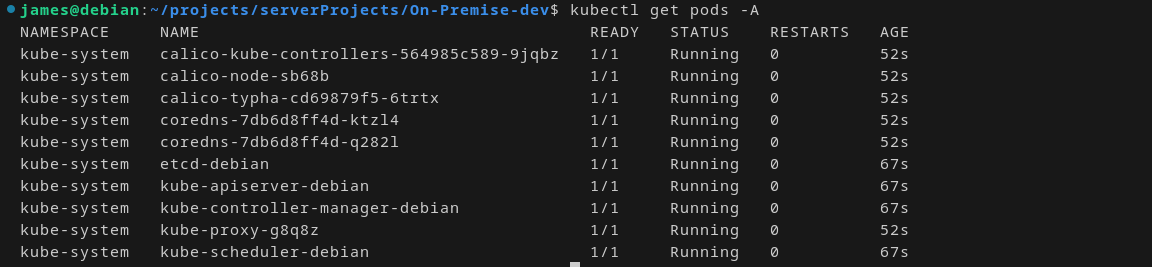 james@debian:~/projects/serverProjects/On-Premise-dev$ kubectl get pods -A
NAMESPACE NAME READY STATUS RESTARTS AGE
kube-system calico-kube-controllers-564985c589-9jqbz 1/1 Running 0 52s
kube-system calico-node-sb68b 1/1 Running 0 52s
kube-system calico-typha-cd69879f5-6trtx 1/1 Running 0 52s
kube-system coredns-7db6d8ff4d-ktzl4 1/1 Running 0 52s
kube-system coredns-7db6d8ff4d-q282l 1/1 Running 0 52s
kube-system etcd-debian 1/1 Running 0 67s
kube-system kube-apiserver-debian 1/1 Running 0 67s
kube-system kube-controller-manager-debian 1/1 Running 0 67s
kube-system kube-proxy-g8q8z 1/1 Running 0 52s
kube-system kube-scheduler-debian 1/1 Running 0 67s